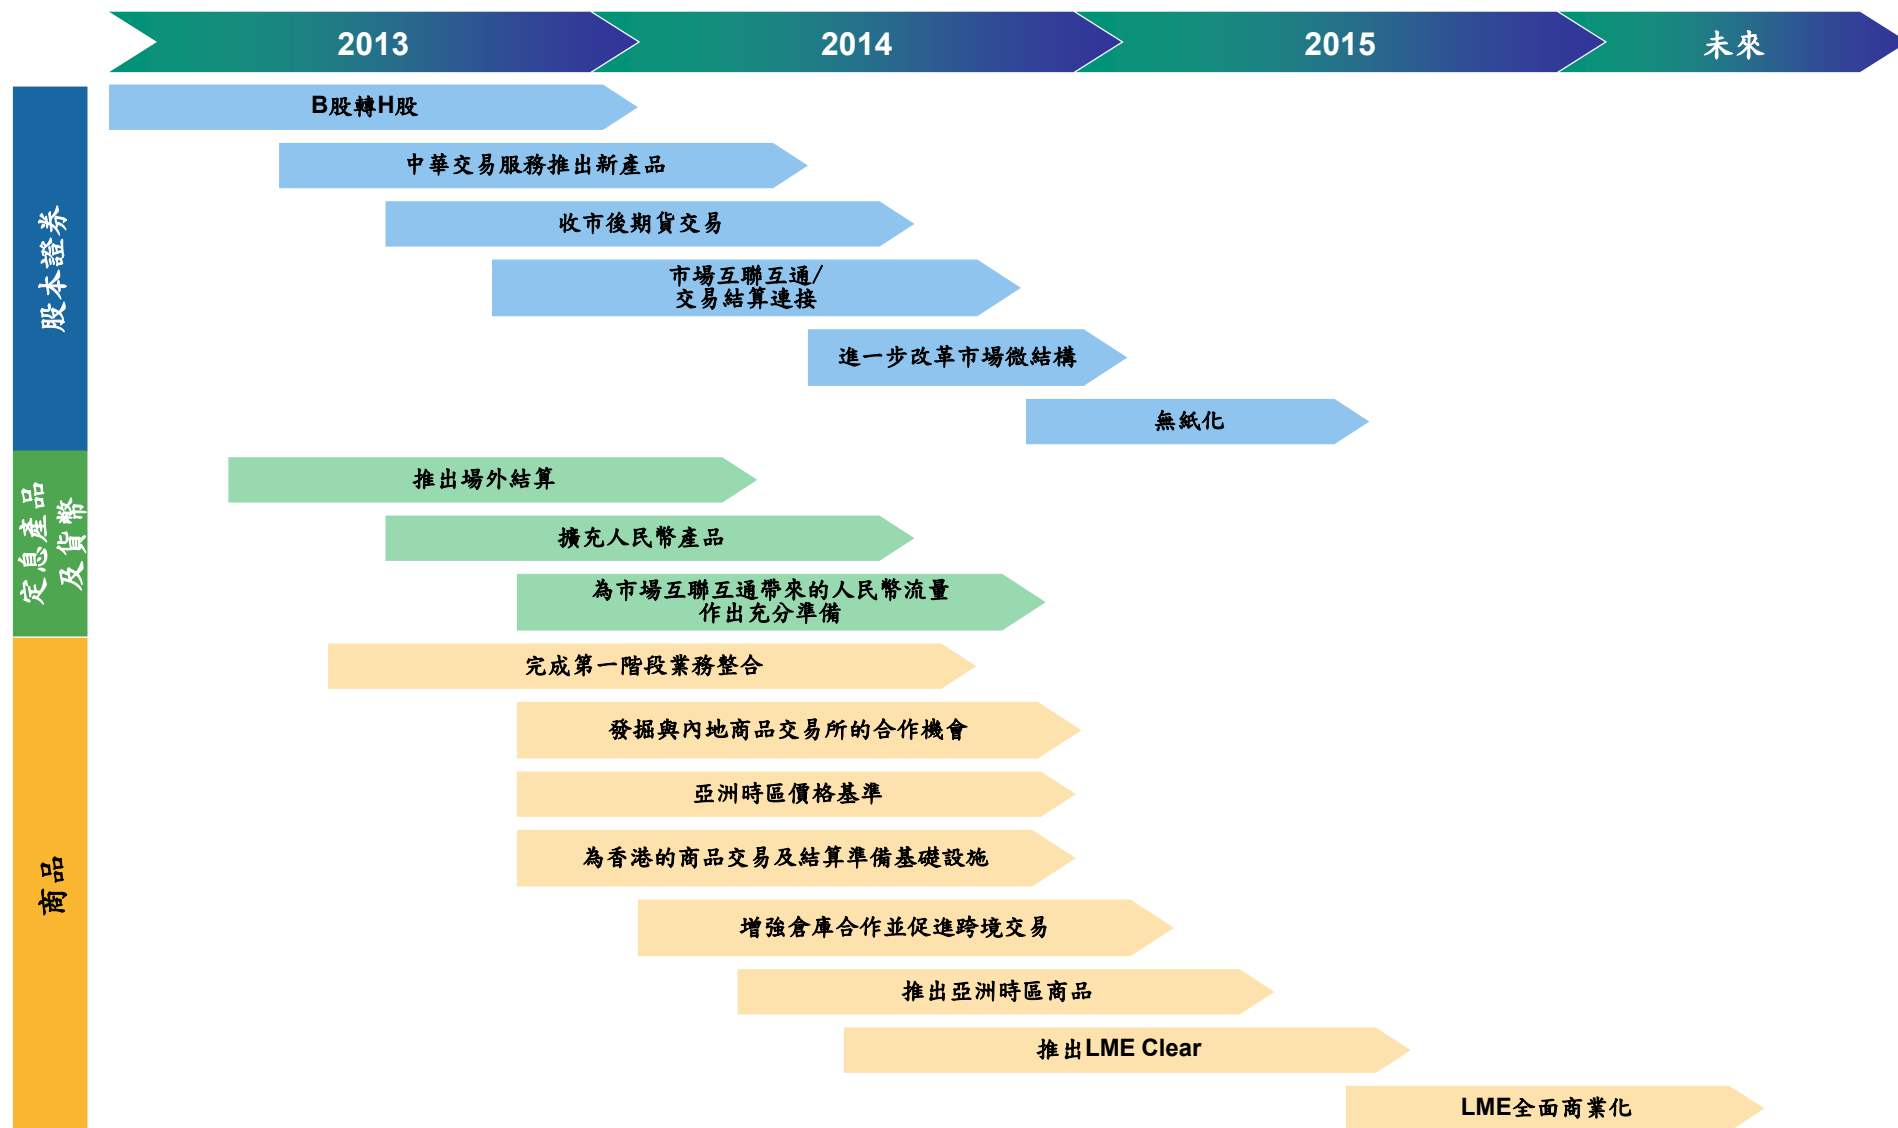 2013
2014
2015
未來
股本證券
B股轉H股
中華交易服務推出新產品
收市後期貨交易
市場互聯互通/
交易結算連接
進一步改革市場微結構
無紙化
定息產品
及貨幣
推出場外結算
擴充人民幣產品
為市場互聯互通帶來的人民幣流量
作出充分準備
商品
完成第一階段業務整合
發掘與內地商品交易所的合作機會
亞洲時區價格基準
為香港的商品交易及結算準備基礎設施
增強倉庫合作並促進跨境交易
推出亞洲時區商品
推出LME Clear
LME全面商業化